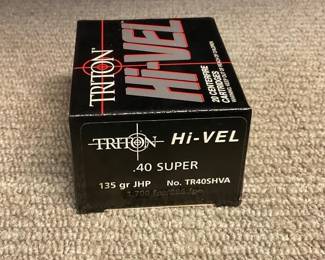 TRITON
Hi-VEL
20 CENTERFIRE
CARTRIDGES
TRITON Hi-VEL
.40 SUPER
135 gr JHP No. TR40SHVA